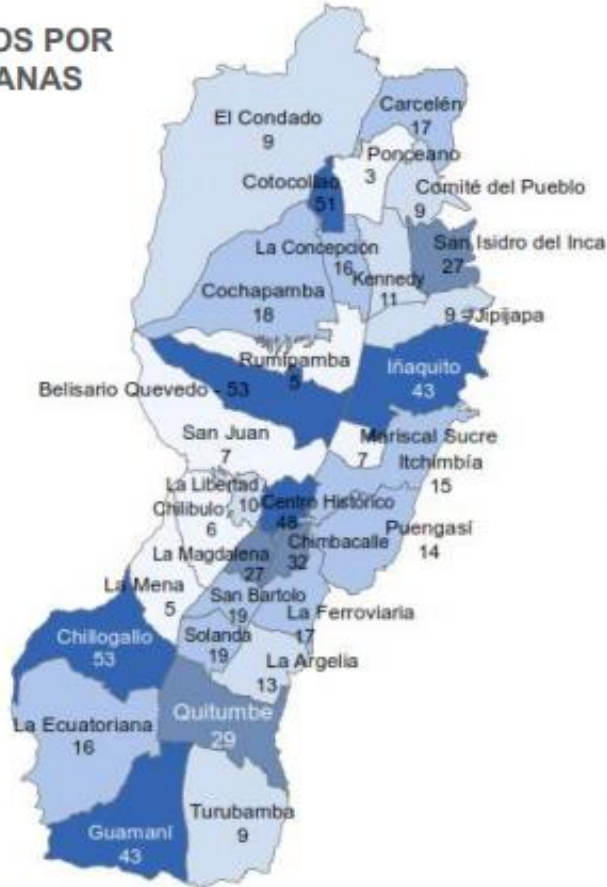 OS POR
ANAS
El Condado
9
Carcelén
17
Ponceano
3
Cotocollao
51
Comité del Pueblo
9
La Concepción
16
San Isidro del Inca
27
Kennedy
11
Cochapamba
18
9 - Jipijapa
Rumipamba
5
Iñaquito
43
Belisario Quevedo - 53
San Juan
7
Mariscal Sucre
7
Itchimbía
15
La Libertad
10
Centro Histórico
48
Chilibulo
6
Puengasí
14
Chimbacalle
32
La Magdalena
27
La Mena
5
San Bartolo
19
La Ferroviaria
17
Chillogallo
53
Solanda
19
La Argelia
13
Quitumbe
29
La Ecuatoriana
16
Turubamba
9
Guamaní
43